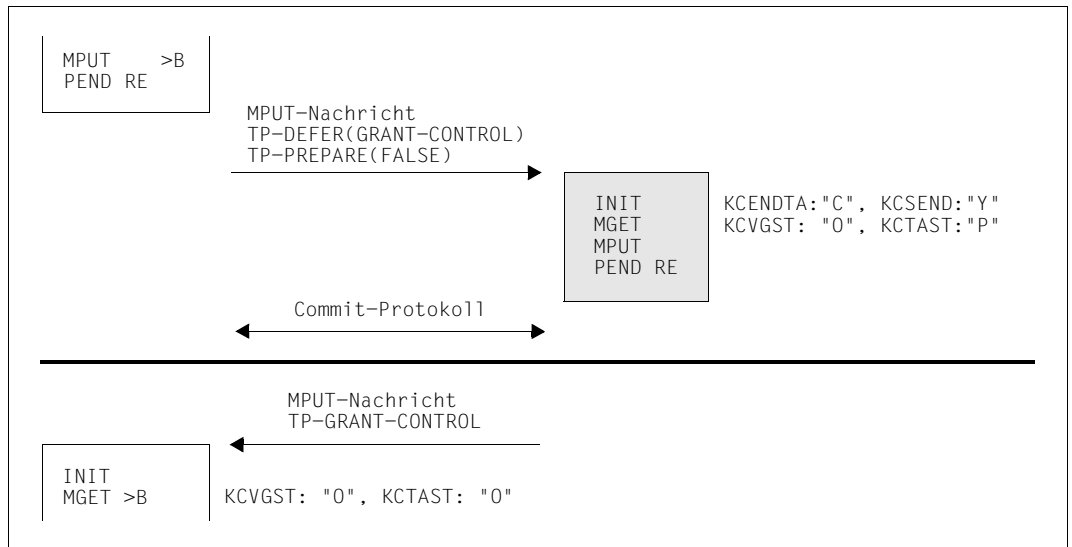 MPUT >B
PEND RE
MPUT-Nachricht
TP-DEFER(GRANT-CONTROL)
TP-PREPARE(FALSE)
INIT
MGET
MPUT
PEND RE
KCENDTA:"C", KCSEND:"Y"
KCVGST: "O", KCTAST:"P"
Commit-Protokoll
MPUT-Nachricht
TP-GRANT-CONTROL
INIT
MGET >B
KCVGST: "O", KCTAST: "O"